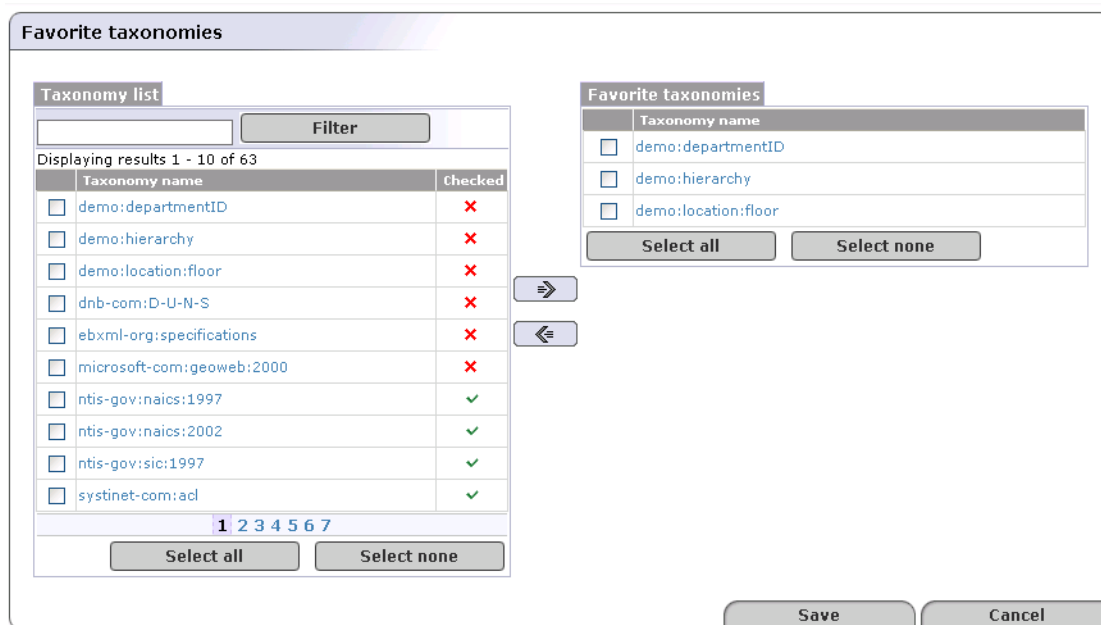 Favorite taxonomies
Taxonomy list
Filter
Displaying results 1 - 10 of 63
Taxonomy name Checked
demo:departmentID
demo:hierarchy
demo:location:floor
dnb-com:D-U-N-S
ebxml-org:specifications
microsoft-com:geoweb:2000
ntis-gov:naics:1997
ntis-gov:naics:2002
ntis-gov:sic:1997
systinet-com:acl
1 2 3 4 5 6 7
Select all Select none
Favorite taxonomies
Taxonomy name
demo:departmentID
demo:hierarchy
demo:location:floor
Select all Select none
Save Cancel